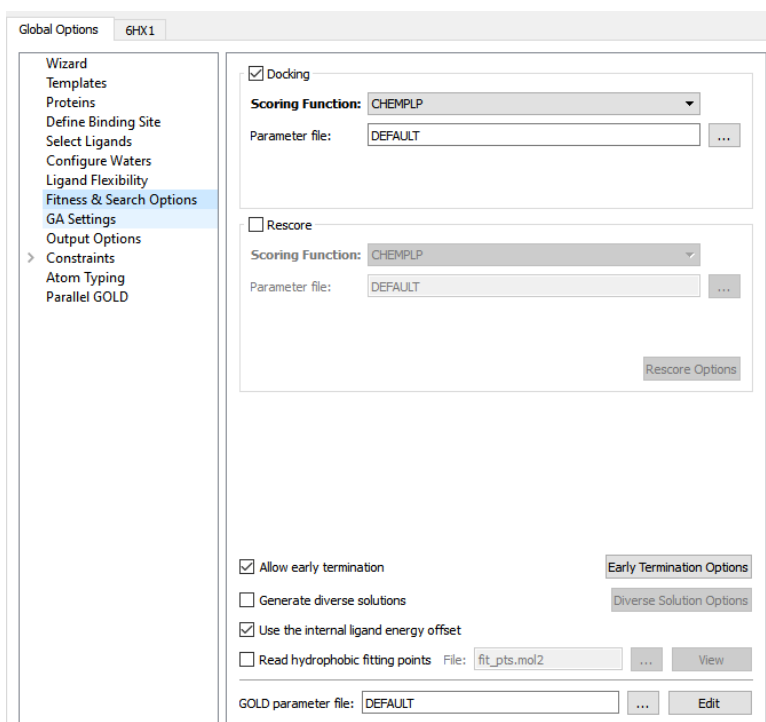 Global Options 6HX1
Wizard
Templates
Proteins
Define Binding Site
Select Ligands
Configure Waters
Ligand Flexibility
Fitness & Search Options
GA Settings
Output Options
Constraints
Atom Typing
Parallel GOLD
Docking
Scoring Function: CHEMPLP
Parameter file: DEFAULT ...
Rescore
Scoring Function: CHEMPLP
Parameter file: DEFAULT ...
Rescore Options
Allow early termination Early Termination Options
Generate diverse solutions Diverse Solution Options
Use the internal ligand energy offset
Read hydrophobic fitting points File: fit_pts.mol2 ... View
GOLD parameter file: DEFAULT ... Edit